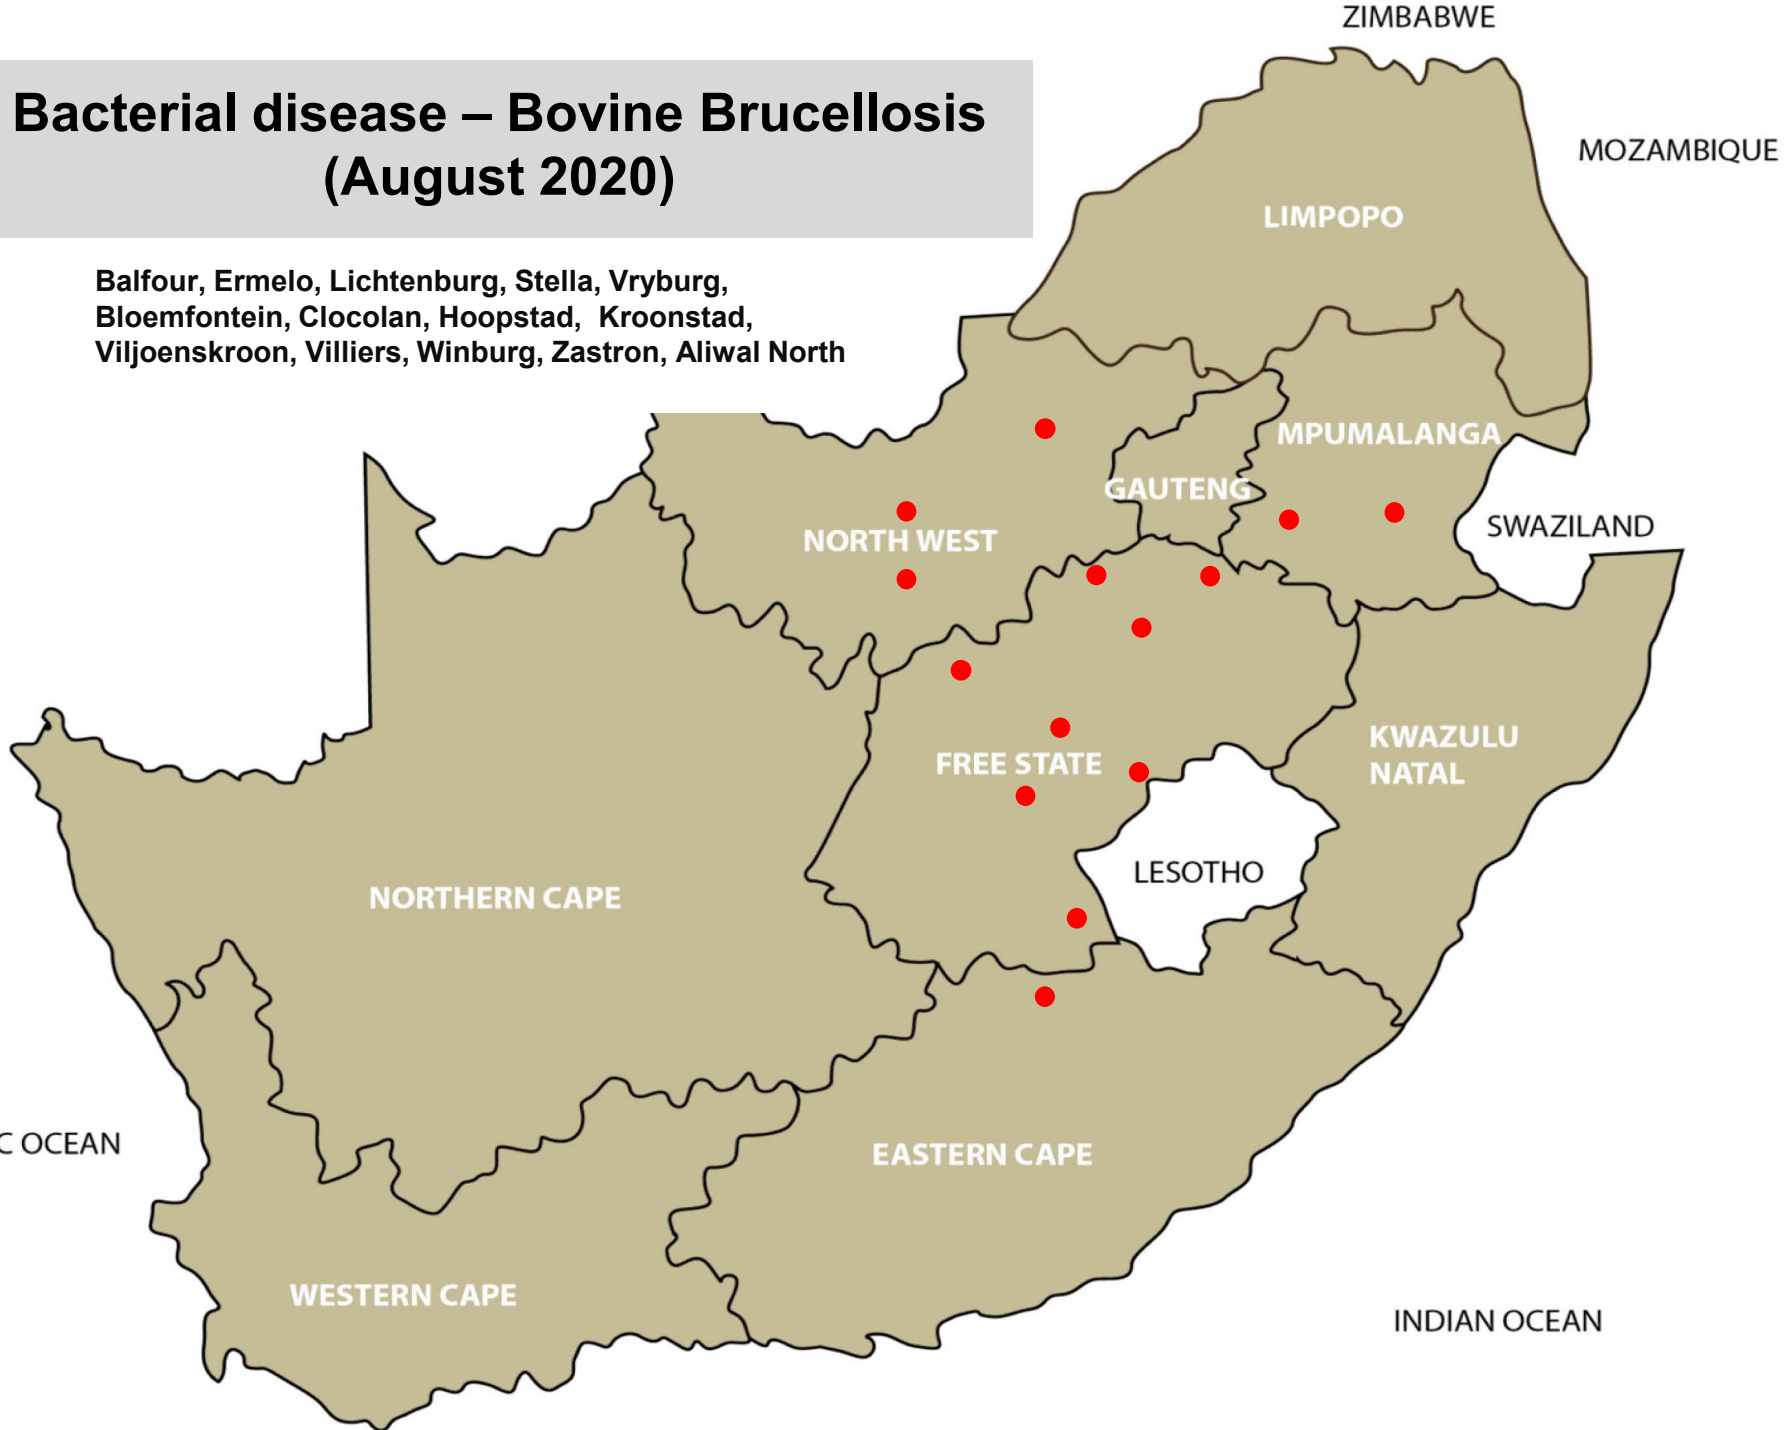 ZIMBABWE
Bacterial disease – Bovine Brucellosis
(August 2020)
MOZAMBIQUE
LIMPOPO
Balfour, Ermelo, Lichtenburg, Stella, Vryburg,
Bloemfontein, Clocolan, Hoopstad, Kroonstad,
Viljoenskroon, Villiers, Winburg, Zastron, Aliwal North
MPUMALANGA
GAUTENG
SWAZILAND
NORTH WEST
KWAZULU
NATAL
FREE STATE
LESOTHO
NORTHERN CAPE
C OCEAN
EASTERN CAPE
WESTERN CAPE
INDIAN OCEAN